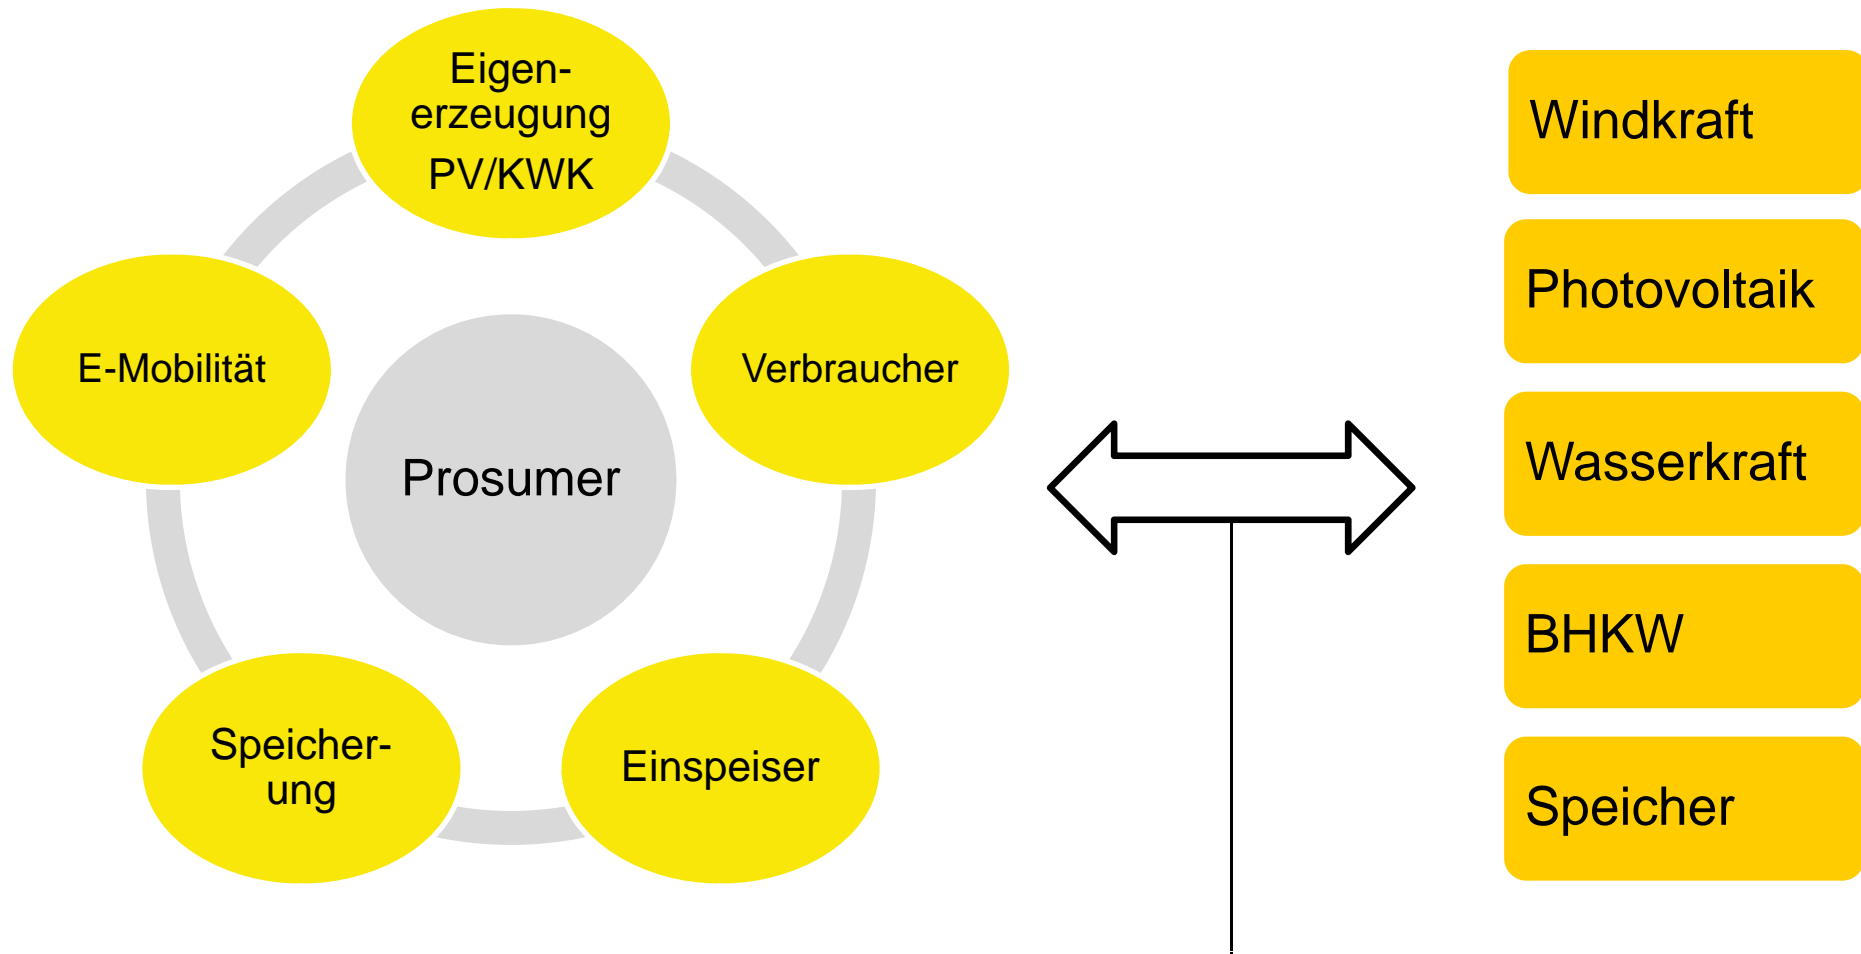 Eigen-
erzeugung
PV/KWK
E-Mobilität
Verbraucher
Prosumer
Speicher-
ung
Einspeiser
Windkraft
Photovoltaik
Wasserkraft
BHKW
Speicher